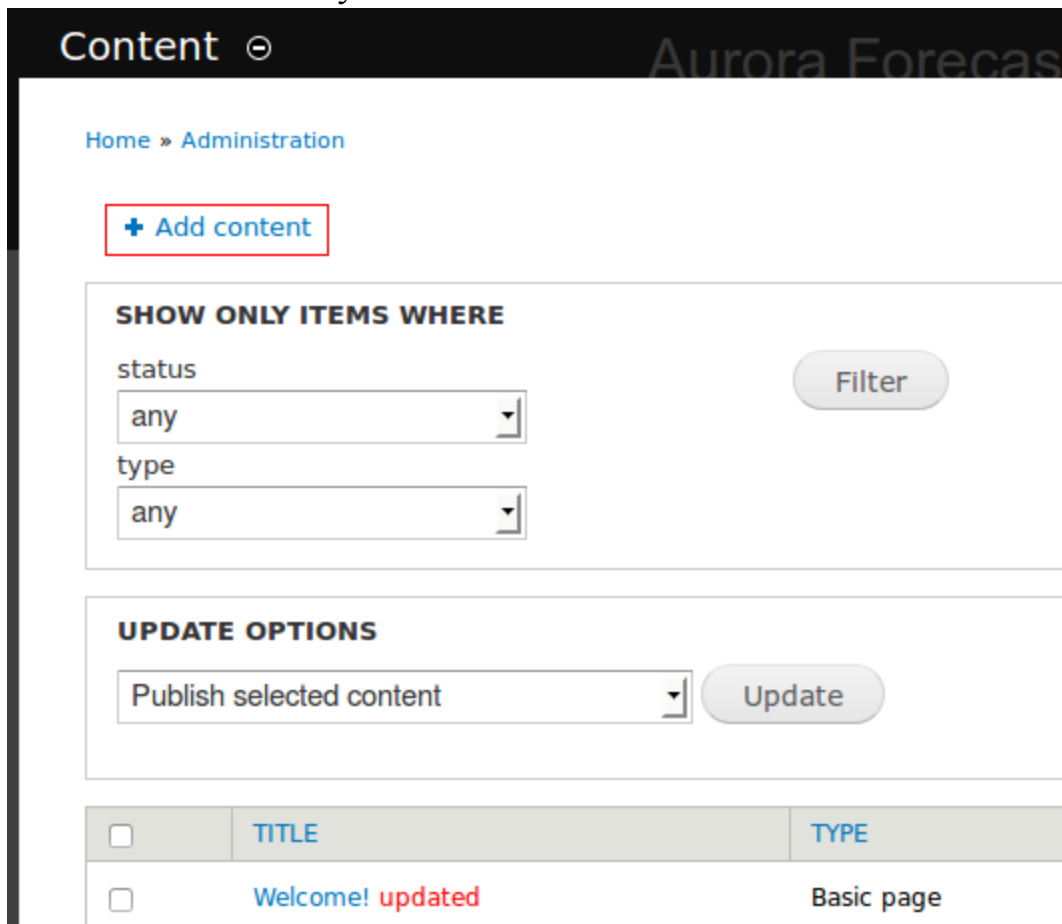 Content
Aurora Forecas
Home » Administration
+ Add content
SHOW ONLY ITEMS WHERE
status
any
Filter
type
any
UPDATE OPTIONS
Publish selected content
Update
TITLE TYPE
Welcome! updated Basic page